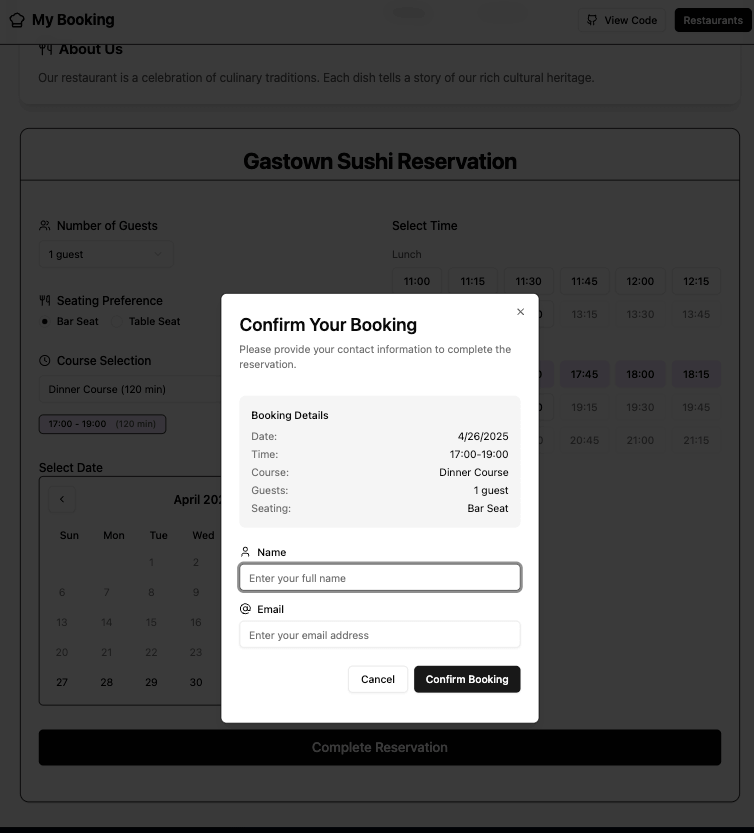 My Booking
View Code
Restaurants
About Us
Our restaurant is a celebration of culinary traditions. Each dish tells a story of our rich cultural heritage.
Gastown Sushi Reservation
Number of Guests
1 guest
Seating Preference
Bar Seat Table Seat
Course Selection
Dinner Course (120 min)
17:00 - 19:00 (120 min)
Select Date
April 202
Sun Mon Tue Wed
1 2
6 7 8 9
13 14 15 16
20 21 22 23
27 28 29 30
Select Time
Lunch
11:00 11:15 11:30 11:45 12:00 12:15
13:15 13:30 13:45
17:45 18:00 18:15
19:15 19:30 19:45
20:45 21:00 21:15
Confirm Your Booking
Please provide your contact information to complete the
reservation.
Booking Details
Date: 4/26/2025
Time: 17:00-19:00
Course: Dinner Course
Guests: 1 guest
Seating: Bar Seat
Name
Enter your full name
Email
Enter your email address
Cancel
Confirm Booking
Complete Reservation